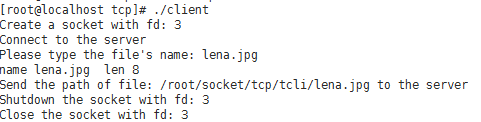 [root@localhost tcp]# ./client
Create a socket with fd: 3
Connect to the server
Please type the file's name: lena.jpg
name lena.jpg  len 8
Send the path of file: /root/socket/tcp/tcli/lena.jpg to the server
Shutdown the socket with fd: 3
Close the socket with fd: 3